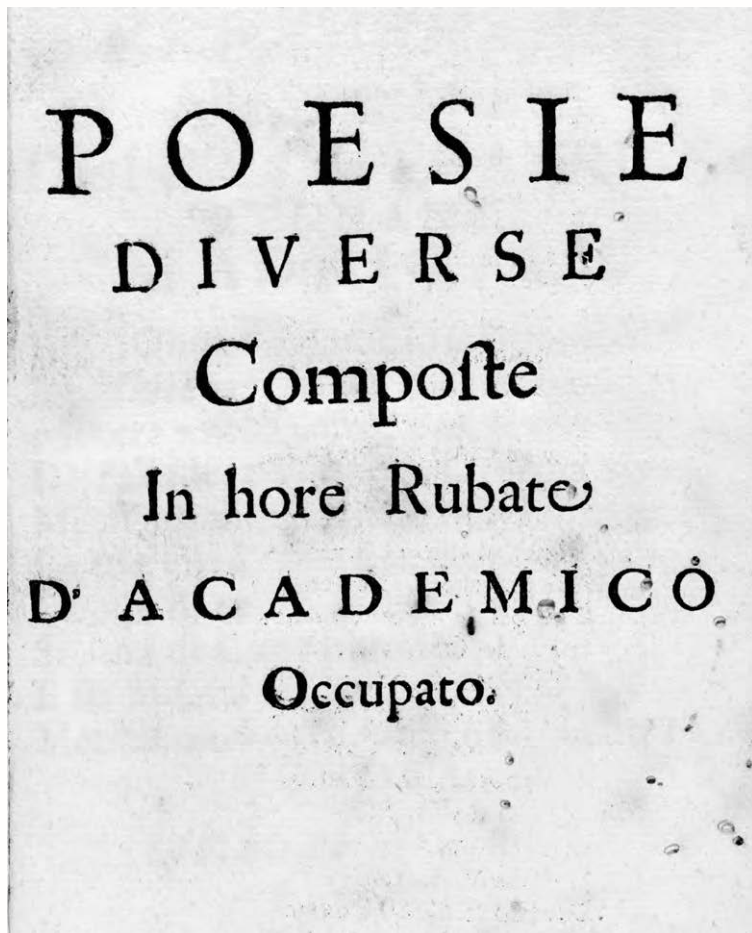 POESIE
DIVERSE
Compoſte
In hore Rubate
D'ACADEMICO
Occupato.